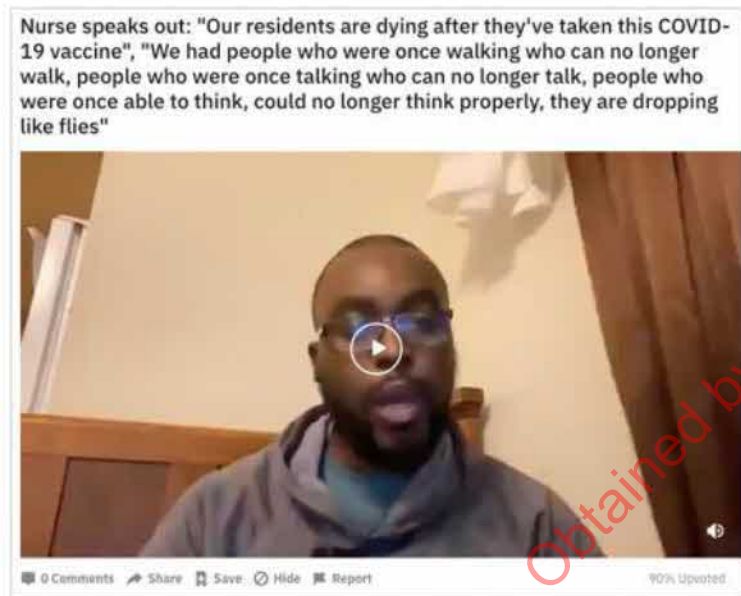 Nurse speaks out: "Our residents are dying after they've taken this COVID-
19 vaccine", "We had people who were once walking who can no longer
walk, people who were once talking who can no longer talk, people who
were once able to think, could no longer think properly, they are dropping
like flies"
Obtained by
0 Comments Share Save Hide Report 90% Upvoted